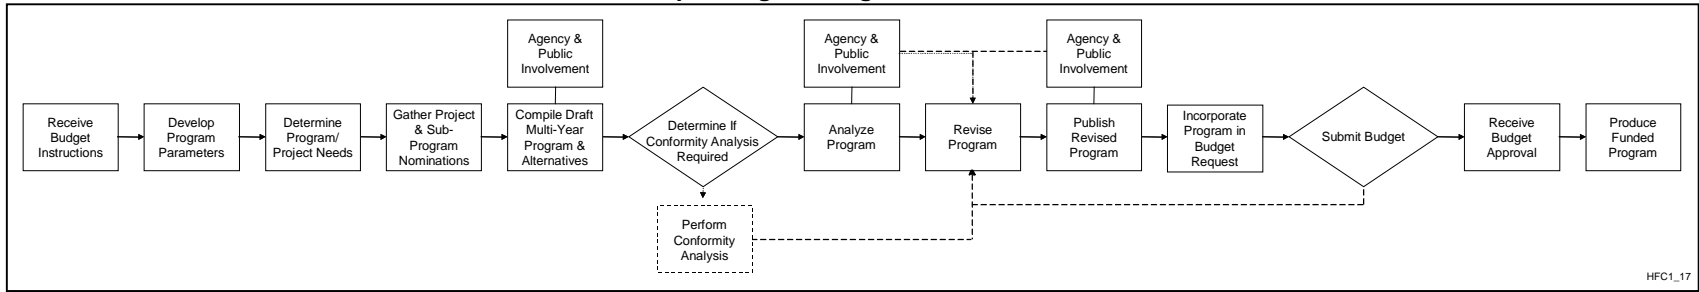 Agency &
Public
Involvement
Agency &
Public
Involvement
Agency &
Public
Involvement
Receive
Budget
Instructions
Develop
Program
Parameters
Determine
Program/
Project Needs
Gather Project
& Sub-
Program
Nominations
Compile Draft
Multi-Year
Program &
Alternatives
Determine If
Conformity Analysis
Required
Analyze
Program
Revise
Program
Publish
Revised
Program
Incorporate
Program in
Budget
Request
Submit Budget
Receive
Budget
Approval
Produce
Funded
Program
Perform
Conformity
Analysis
HFC1_17